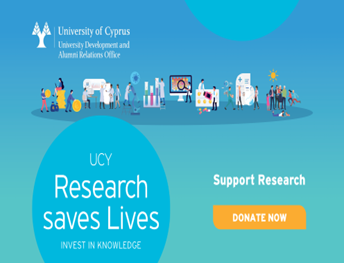 University of Cyprus
University Development and
Alumni Relations Office
UCY
Research
saves Lives
INVEST IN KNOWLEDGE
Support Research
DONATE NOW